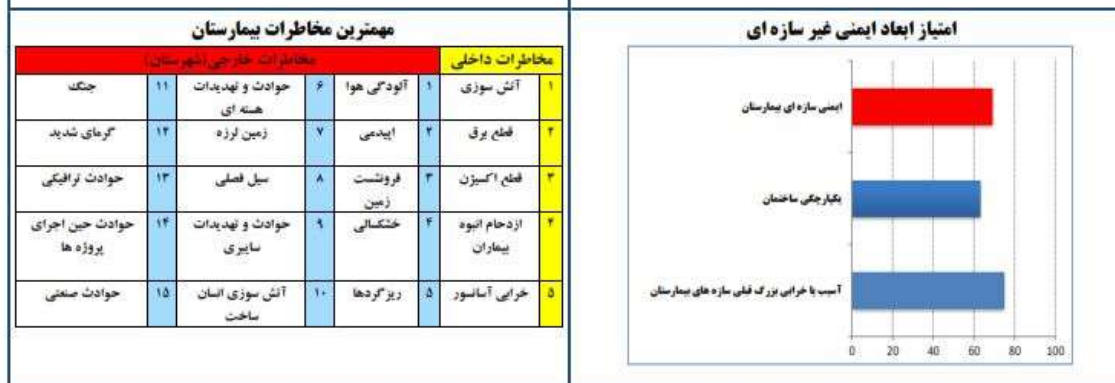 مهمترین مخاطرات بیمارستان
مخاطرات داخلی مخاطرات خارجی(شهرستان)
۱ آتش سوزی ۱ آلودگی هوا ۶ حوادث و تهدیدات هسته ای ۱۱ جنگ
۲ قطع برق ۲ اپیدمی ۷ زمین لرزه ۱۲ گرمای شدید
۳ قطع اکسیژن ۳ فرونشست زمین ۸ سیل فصلی ۱۳ حوادث ترافیکی
۴ ازدحام انبوه بیماران ۴ خشکسالی ۹ حوادث و تهدیدات سایبری ۱۴ حوادث حین اجرای پروژه ها
۵ خرابی آسانسور ۵ ریزگردها ۱۰ آتش سوزی انسان ساخت ۱۵ حوادث صنعتی
امتیاز ابعاد ایمنی غیر سازه ای
ایمنی سازه ای بیمارستان
یکپارچگی ساختمان
آسیب یا خرابی بزرگ قبلی سازه های بیمارستان
0 20 40 60 80 100